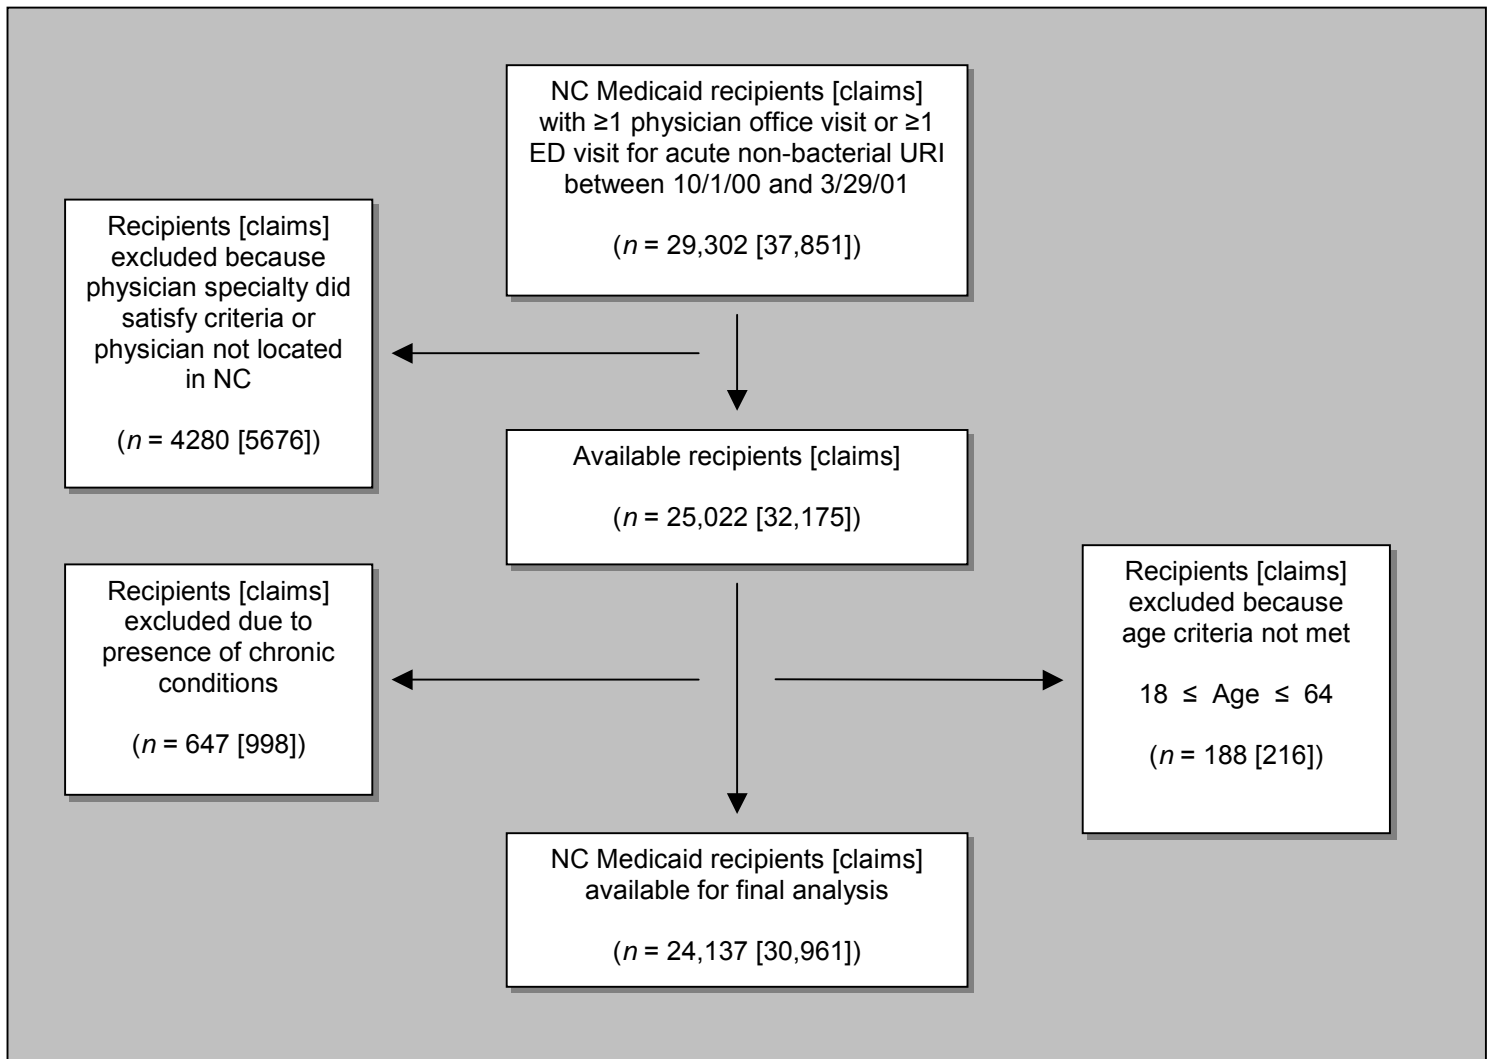 NC Medicaid recipients [claims]
with ≥1 physician office visit or ≥1
ED visit for acute non-bacterial URI
between 10/1/00 and 3/29/01
(n = 29,302 [37,851])
Recipients [claims]
excluded because
physician specialty did
satisfy criteria or
physician not located
in NC
(n = 4280 [5676])
Available recipients [claims]
(n = 25,022 [32,175])
Recipients [claims]
excluded due to
presence of chronic
conditions
(n = 647 [998])
Recipients [claims]
excluded because
age criteria not met
18 ≤ Age ≤ 64
(n = 188 [216])
NC Medicaid recipients [claims]
available for final analysis
(n = 24,137 [30,961])